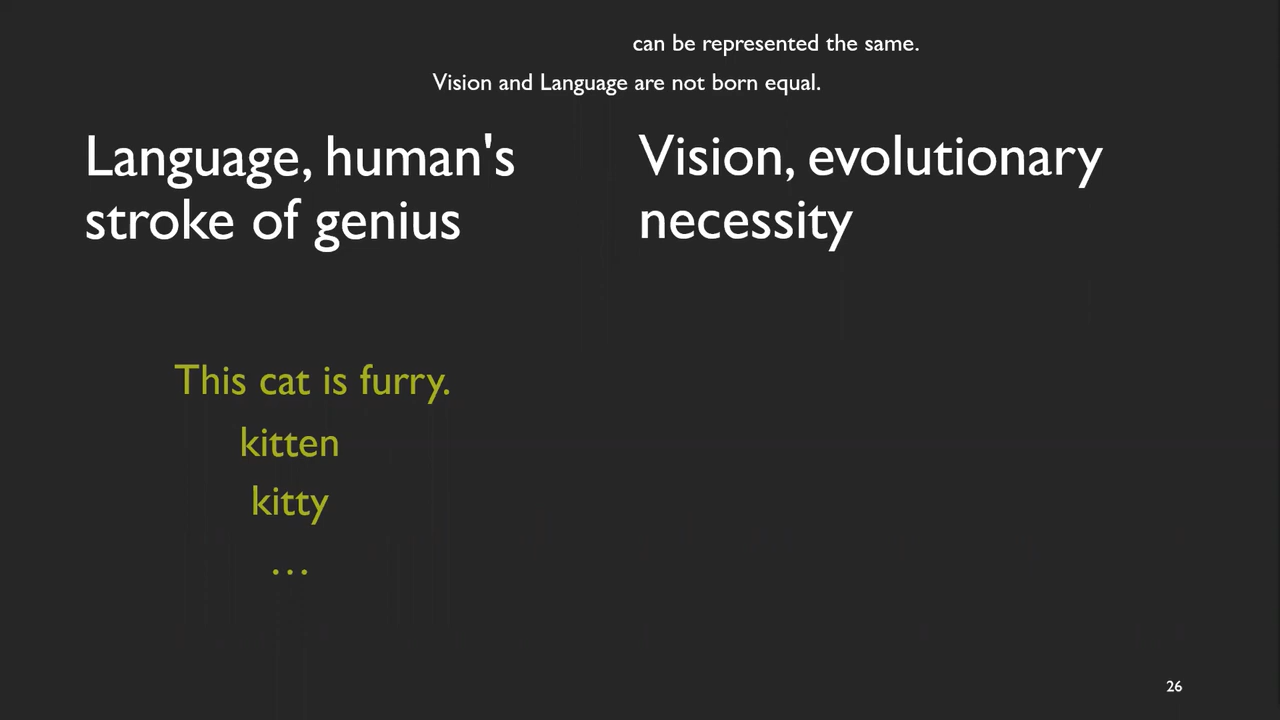 can be represented the same.
Vision and Language are not born equal.
Language, human's
stroke of genius
Vision, evolutionary
necessity
This cat is furry.
kitten
kitty
...
26